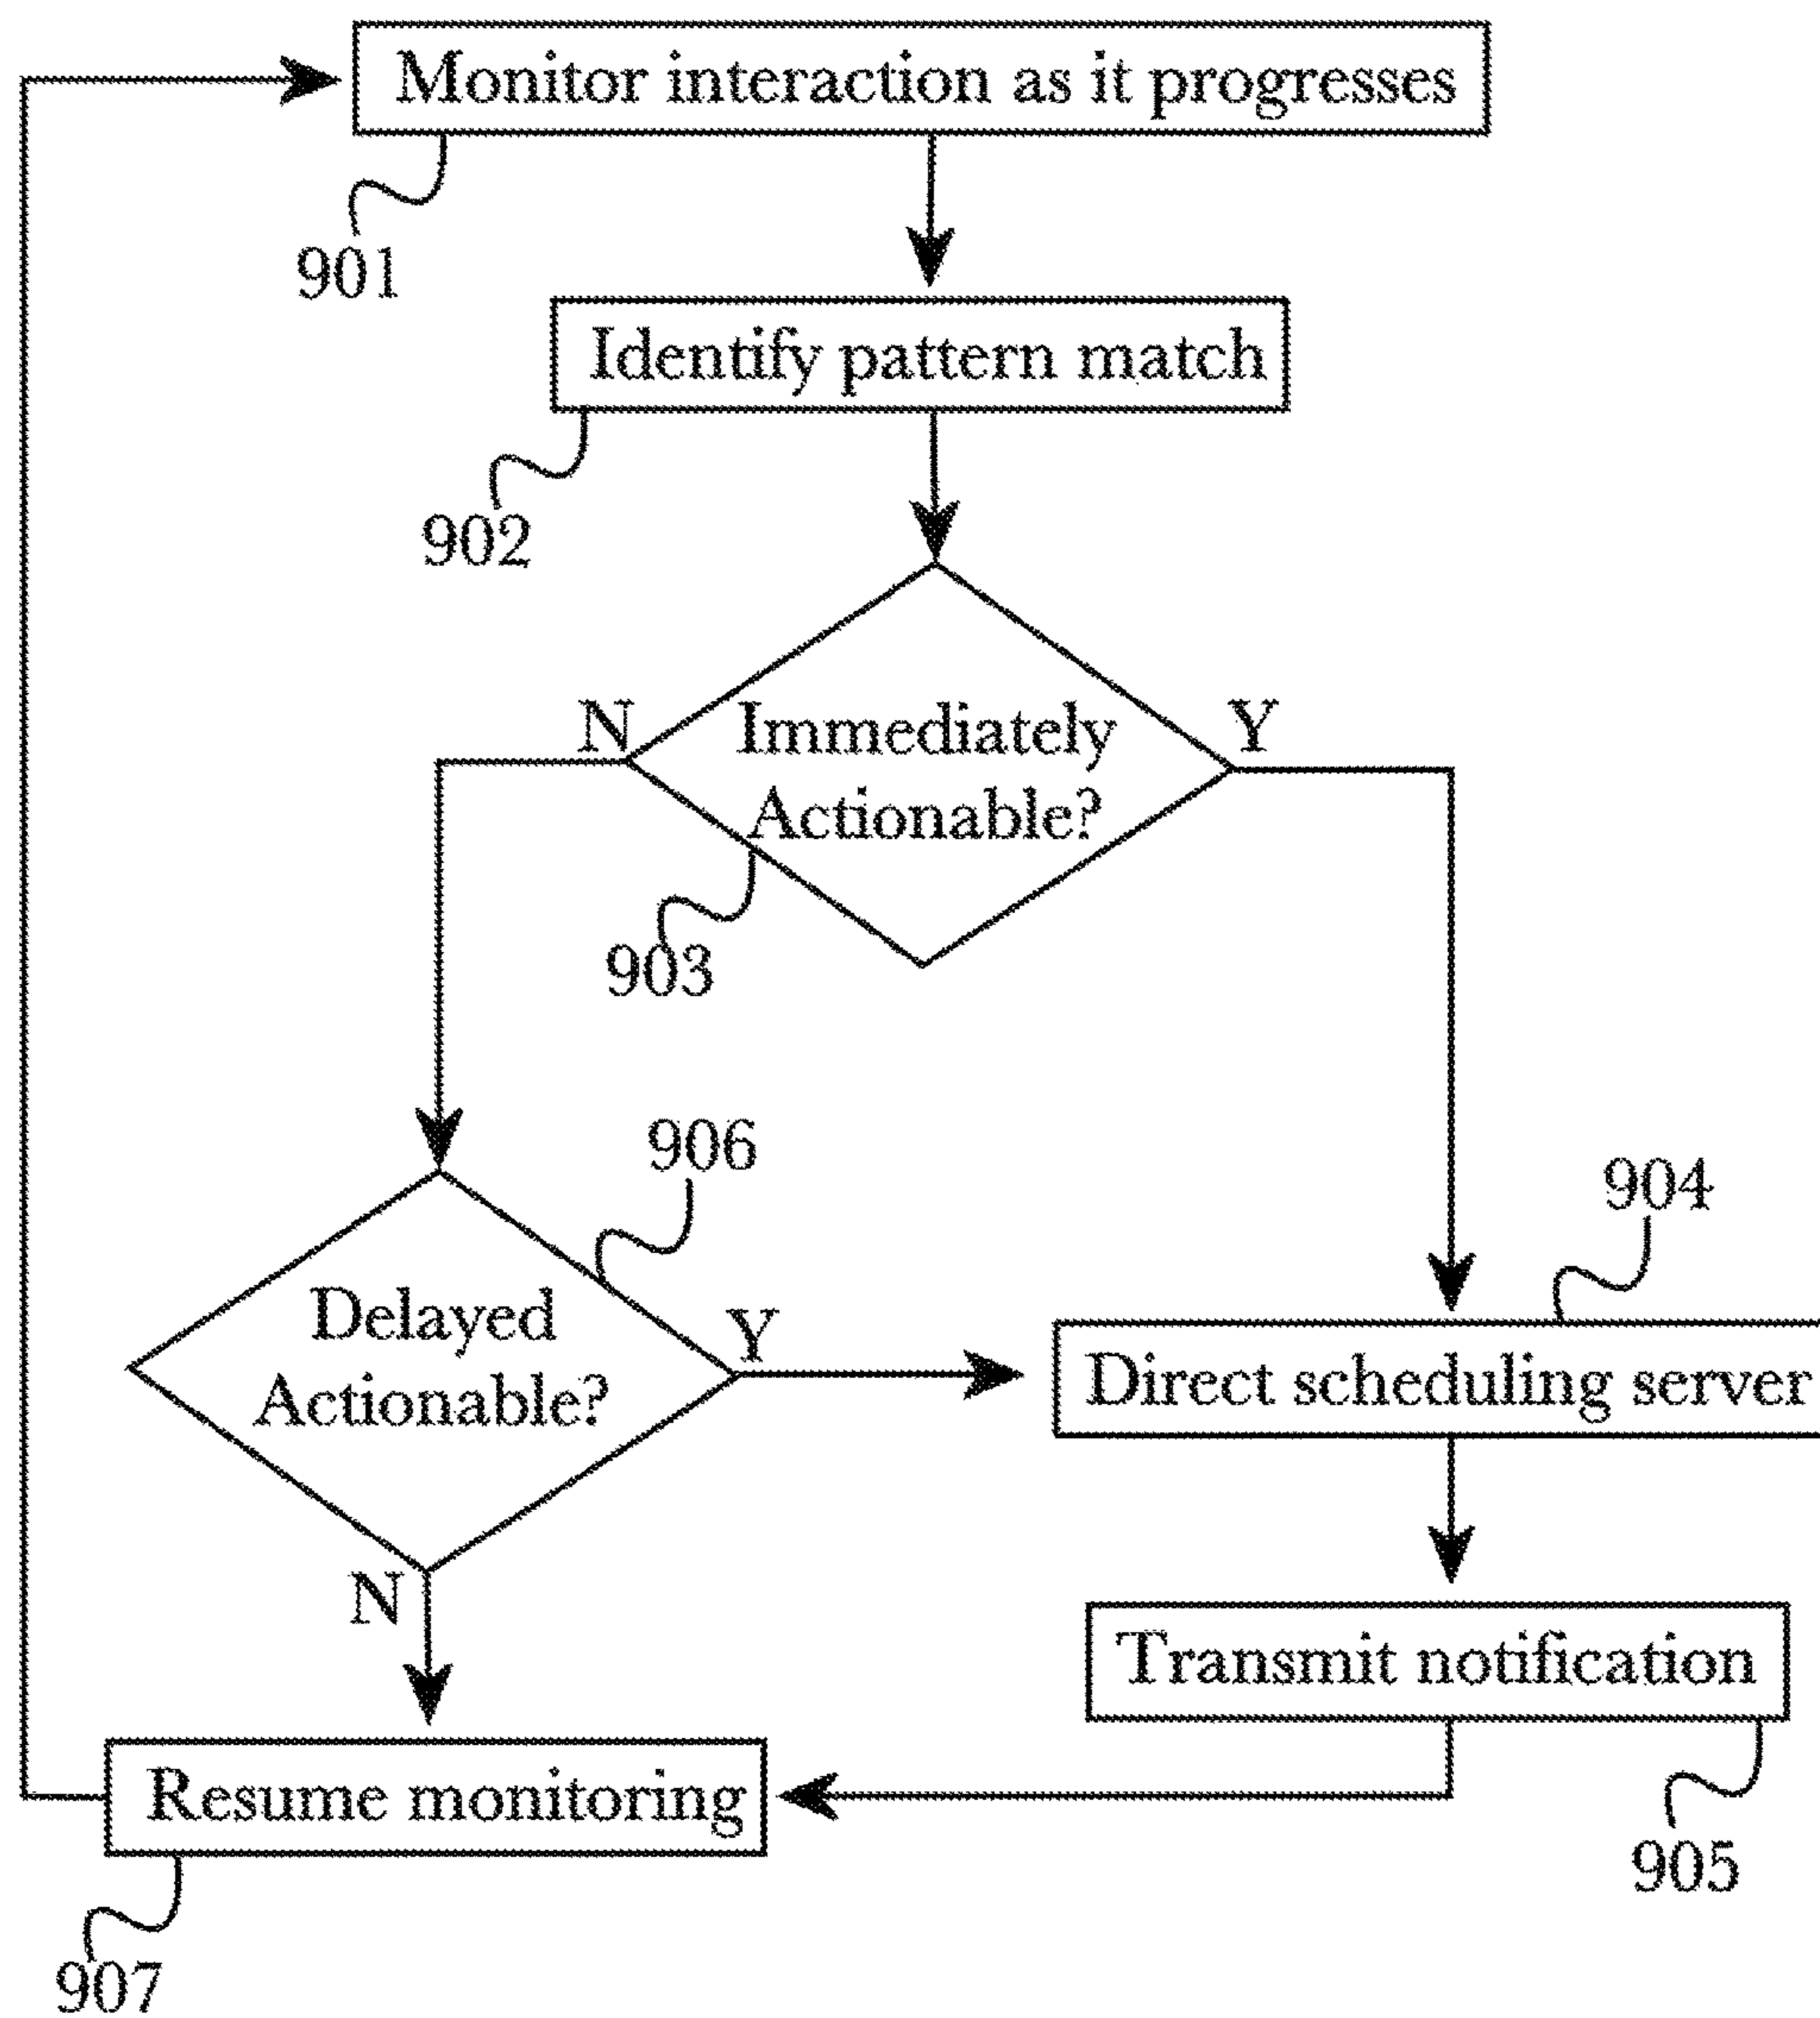 Monitor interaction as it progresses
901
Identify pattern match
902
N
Immediately
Actionable?
Y
903
906
904
Delayed
Actionable?
Y
Direct scheduling server
N
Transmit notification
Resume monitoring
905
907